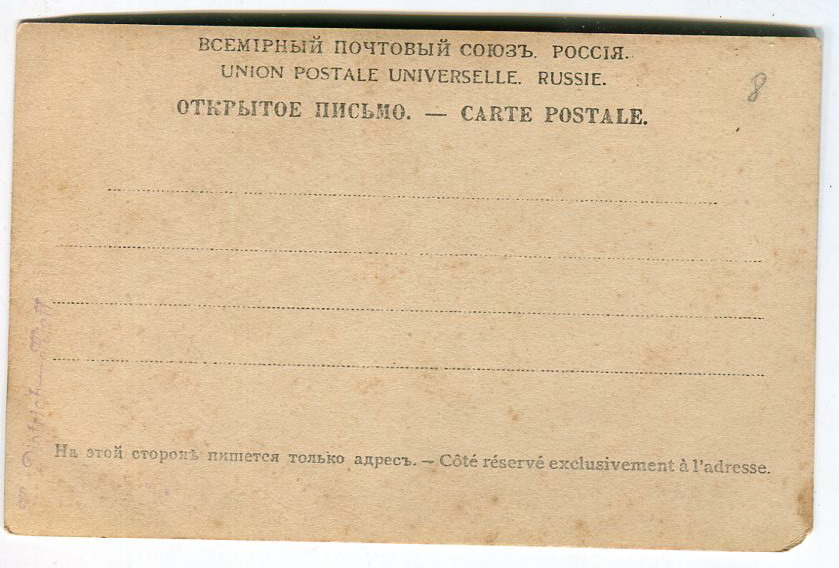 ВСЕМІРНЫЙ ПОЧТОВЫЙ СОЮЗЪ. РОССІЯ.
UNION POSTALE UNIVERSELLE. RUSSIE.
ОТКРЫТОЕ ПИСЬМО. — CARTE POSTALE.
8
На этой сторонѣ пишется только адресъ. — Côté réservé exclusivement à l'adresse.